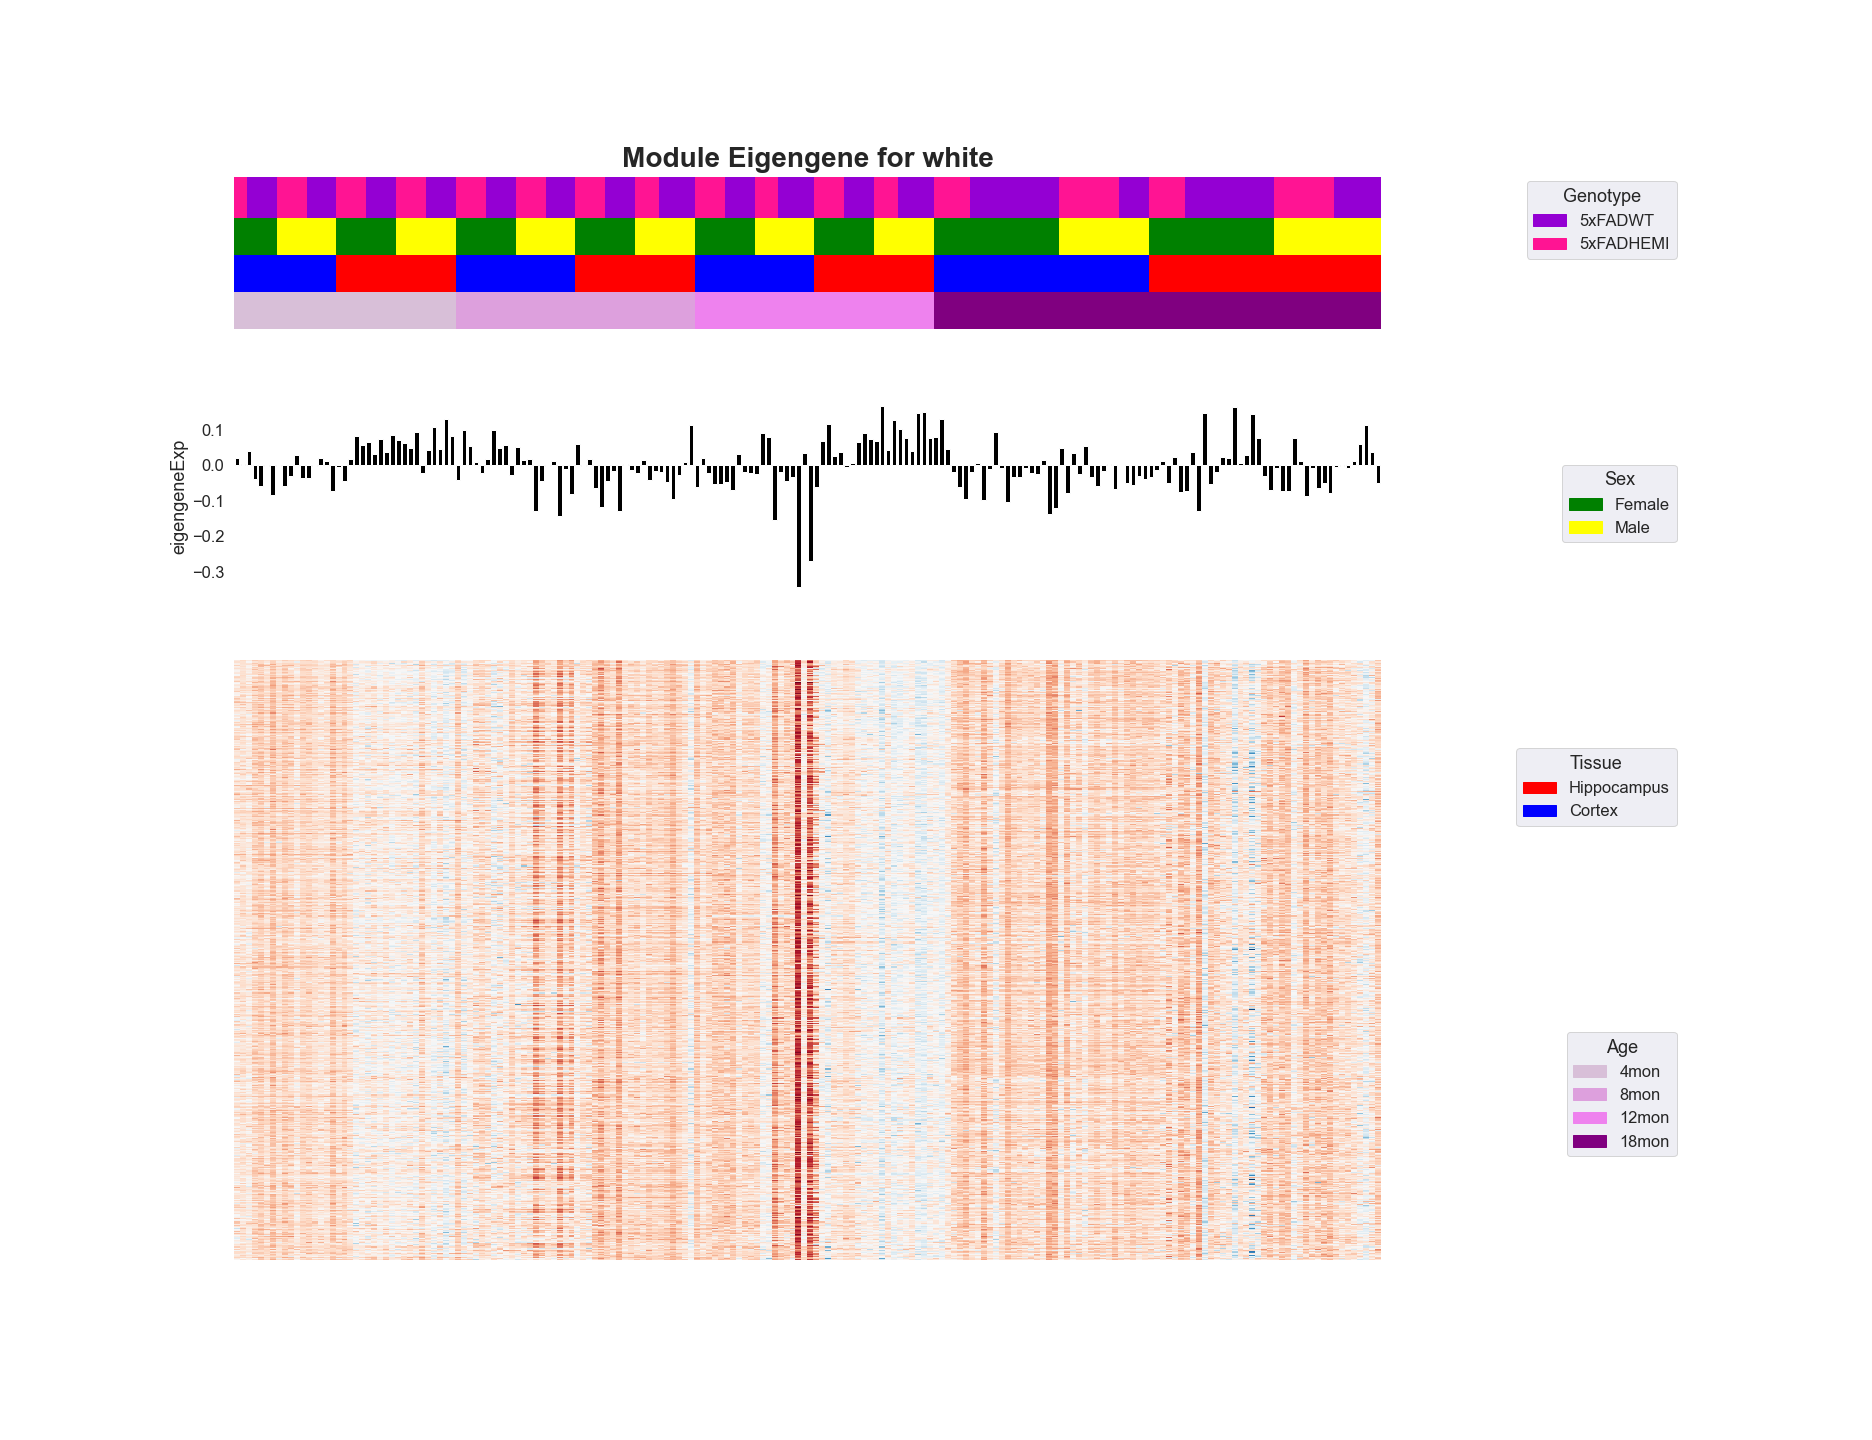 Module Eigengene for white
Genotype
5xFADWT
5xFADHEMI
eigengeneExp
0.1
0.0
−0.1
−0.2
−0.3
Sex
Female
Male
Tissue
Hippocampus
Cortex
Age
4mon
8mon
12mon
18mon